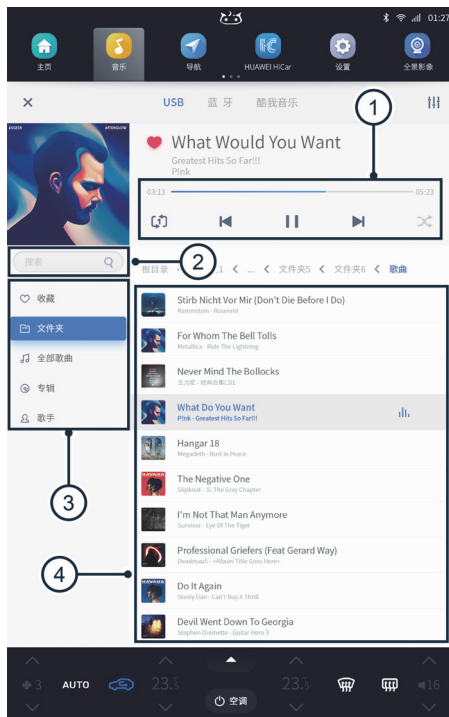 01:27
主页
音乐
导航
HUAWEI HiCar
设置
全景影像
USB
蓝 牙
酷我音乐
1
What Would You Want
Greatest Hits So Far!!!
P!nk
03:13
05:23
搜索
2
根目录 1 < ... < 文件夹5 < 文件夹6 < 歌曲
收藏
文件夹
全部歌曲
专辑
歌手
3
Stirb Nicht Vor Mir (Don't Die Before I Do)
Rammstein - Rosenrot
For Whom The Bell Tolls
Metallica - Ride The Lightning
Never Mind The Bollocks
王力宏 - 经典合集CD1
What Do You Want
P!nk - Greatest Hits So Far!!!
Hangar 18
Megadeth - Rust In Peace
The Negative One
Slipknot - .5: The Gray Chapter
I'm Not That Man Anymore
Survivor - Eye Of The Tiger
Professional Griefers (Feat Gerard Way)
Deadmau5 - >Album Title Goes Here<
4
Do It Again
Steely Dan - Can't Buy A Thrill
Devil Went Down To Georgia
Stephen Ouimette - Guitar Hero 3
3
AUTO
23.5
空调
23.5
16